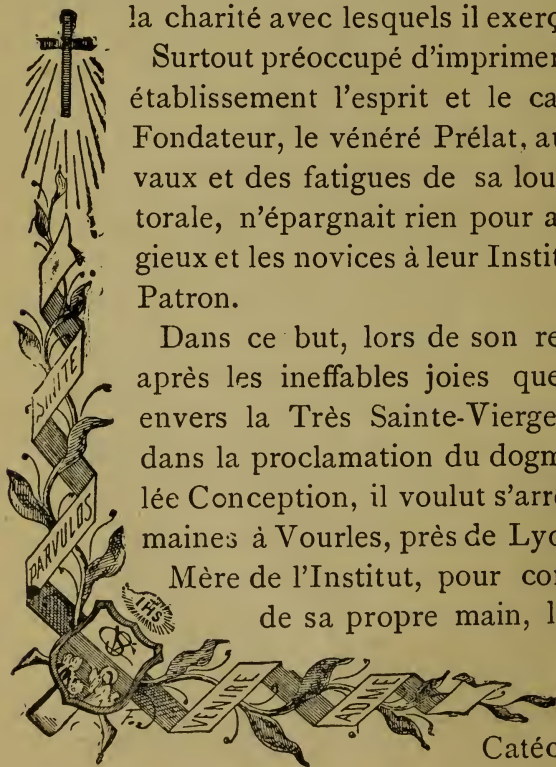 la charité avec lesquels il exerç
Surtout préoccupé d'imprimer
établissement l'esprit et le ca
Fondateur, le vénéré Prélat, au
vaux et des fatigues de sa lou
torale, n'épargnait rien pour a
gieux et les novices à leur Instit
Patron.
Dans ce but, lors de son re
après les ineffables joies que
envers la Très Sainte-Vierge
dans la proclamation du dogm
lée Conception, il voulut s'arr
maines à Vourles, près de Lyo
Mère de l'Institut, pour con
de sa propre main, l
Catéc
SINITE
PARVULOS
IHS
VENIRE
AD ME